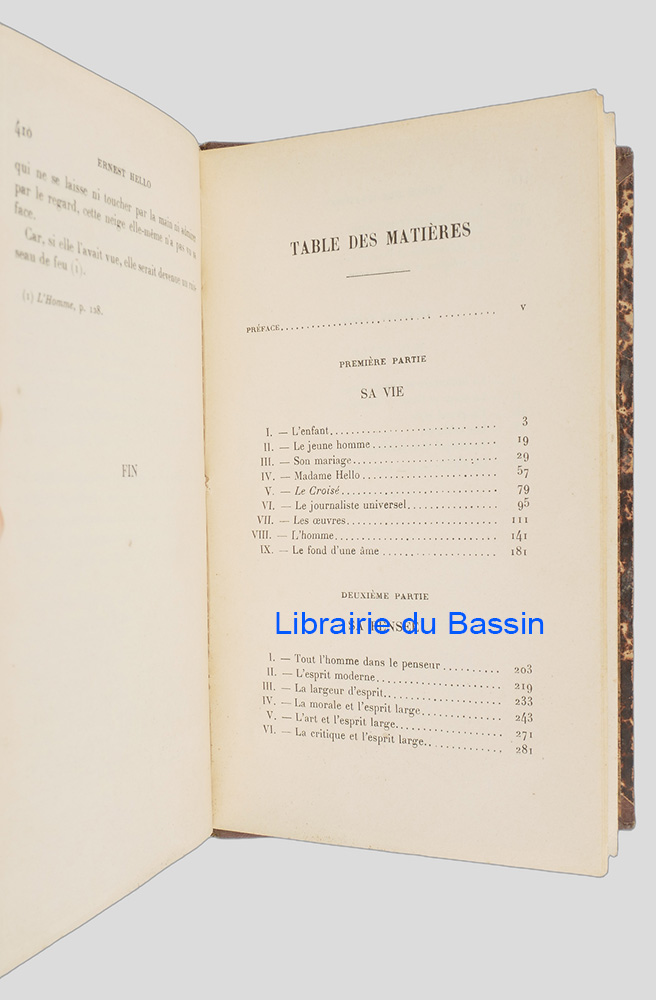 410
ERNEST HELLO
qui ne se laisse ni toucher par la main ni
par le regard, cette neige elle-même n'a pas vu
face.
Car, si elle l'avait vue, elle serait devenue un
seau de feu (1).
(1) L'Homme, p. 128.
FIN
TABLE DES MATIÈRES
PRÉFACE.................................... V
PREMIÈRE PARTIE
SA VIE
I. — L'enfant............................ 3
II. — Le jeune homme..................... 19
III. — Son mariage........................ 29
IV. — Madame Hello....................... 57
V. — Le Croisé........................... 79
VI. — Le journaliste universel............ 95
VII. — Les œuvres......................... 111
VIII. — L'homme........................... 141
IX. — Le fond d'une âme................... 181
DEUXIÈME PARTIE
SA PENSÉE
Librairie du Bassin
I. — Tout l'homme dans le penseur......... 203
II. — L'esprit moderne.................... 219
III. — La largeur d'esprit................ 233
IV. — La morale et l'esprit large......... 243
V. — L'art et l'esprit large.............. 271
VI. — La critique et l'esprit large....... 281